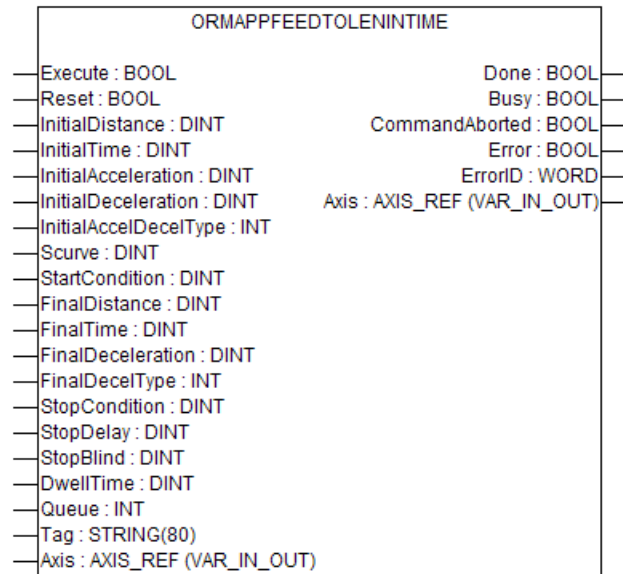 ORMAPPFEEDTOLENINTIME
Execute : BOOL Done : BOOL
Reset : BOOL Busy : BOOL
InitialDistance : DINT CommandAborted : BOOL
InitialTime : DINT Error : BOOL
InitialAcceleration : DINT ErrorID : WORD
InitialDeceleration : DINT Axis : AXIS_REF (VAR_IN_OUT)
InitialAccelDecelType : INT
Scurve : DINT
StartCondition : DINT
FinalDistance : DINT
FinalTime : DINT
FinalDeceleration : DINT
FinalDecelType : INT
StopCondition : DINT
StopDelay : DINT
StopBlind : DINT
DwellTime : DINT
Queue : INT
Tag : STRING(80)
Axis : AXIS_REF (VAR_IN_OUT)